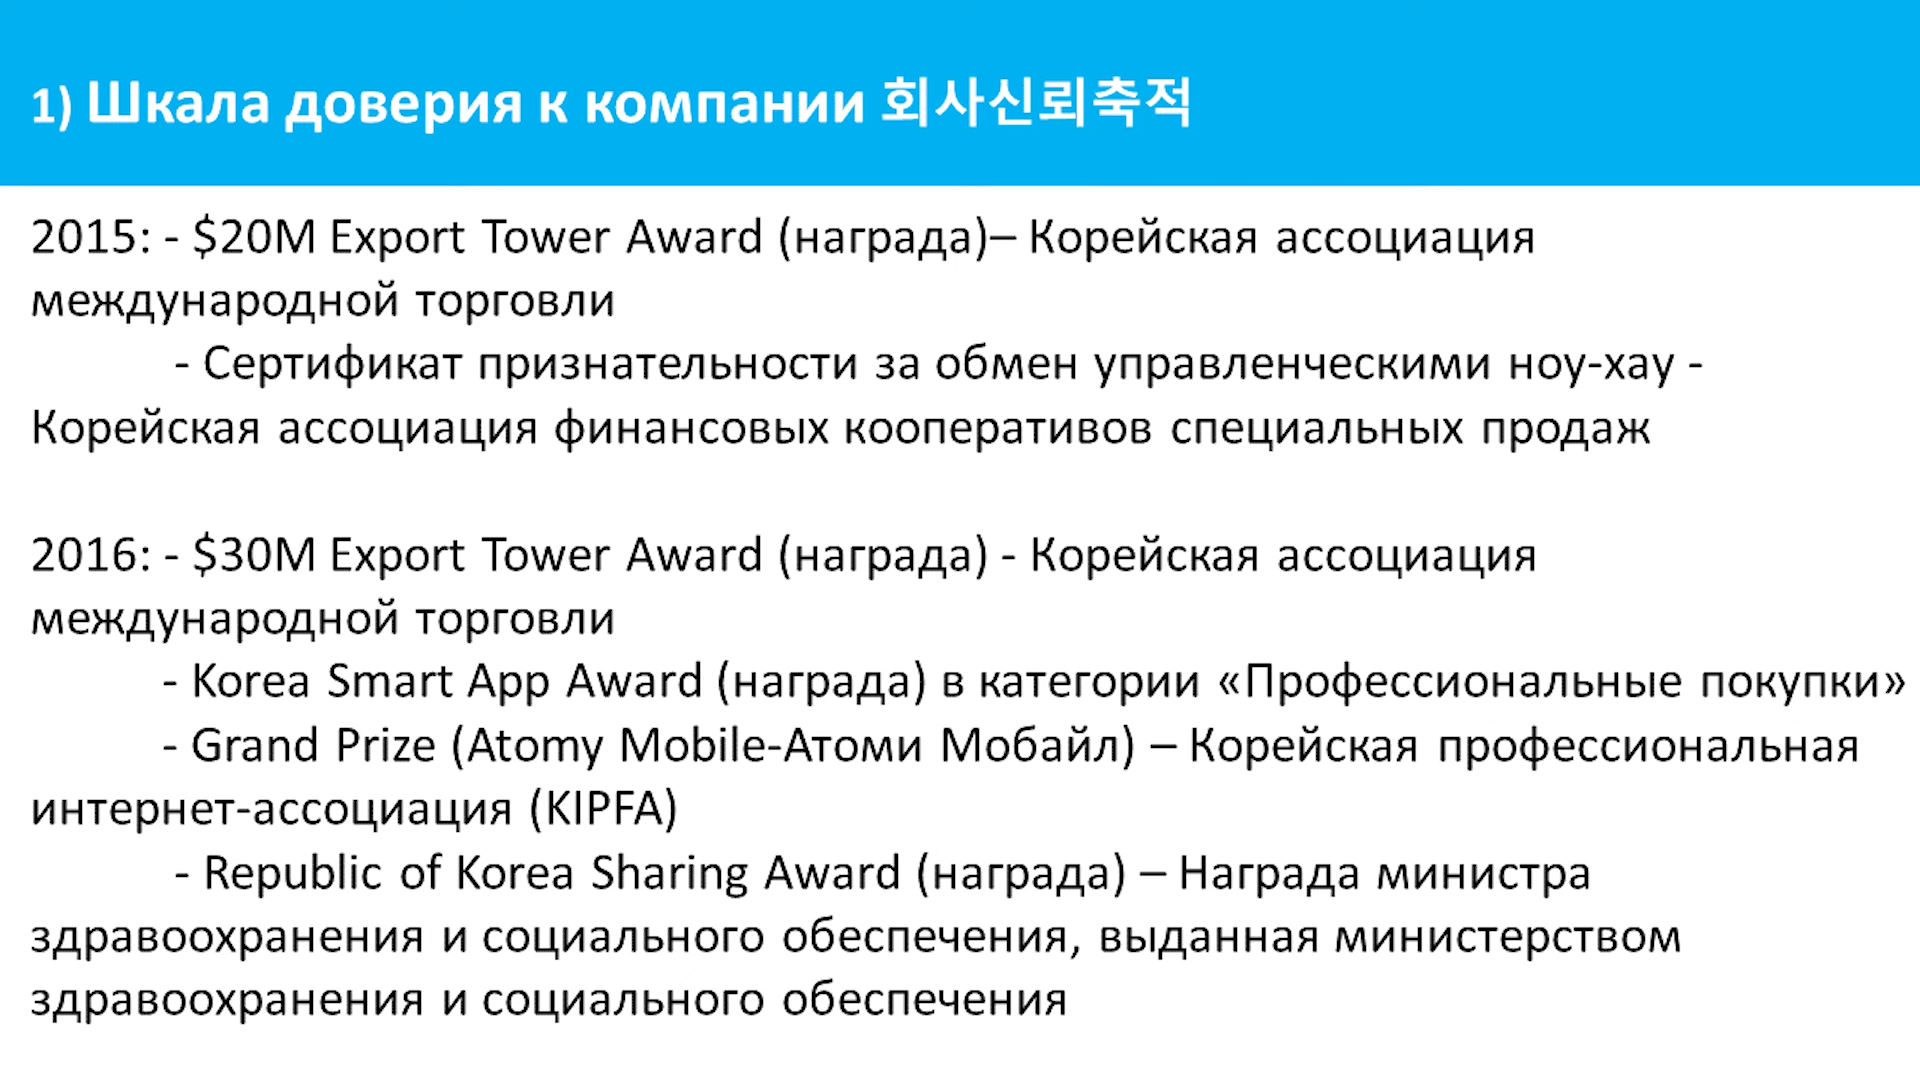 1) Шкала доверия к компании 회사신뢰축적
2015: - $20M Export Tower Award (награда)– Корейская ассоциация
международной торговли
- Сертификат признательности за обмен управленческими ноу-хау -
Корейская ассоциация финансовых кооперативов специальных продаж
2016: - $30M Export Tower Award (награда) - Корейская ассоциация
международной торговли
- Korea Smart App Award (награда) в категории «Профессиональные покупки»
- Grand Prize (Atomy Mobile-Атоми Мобайл) – Корейская профессиональная
интернет-ассоциация (KIPFA)
- Republic of Korea Sharing Award (награда) – Награда министра
здравоохранения и социального обеспечения, выданная министерством
здравоохранения и социального обеспечения